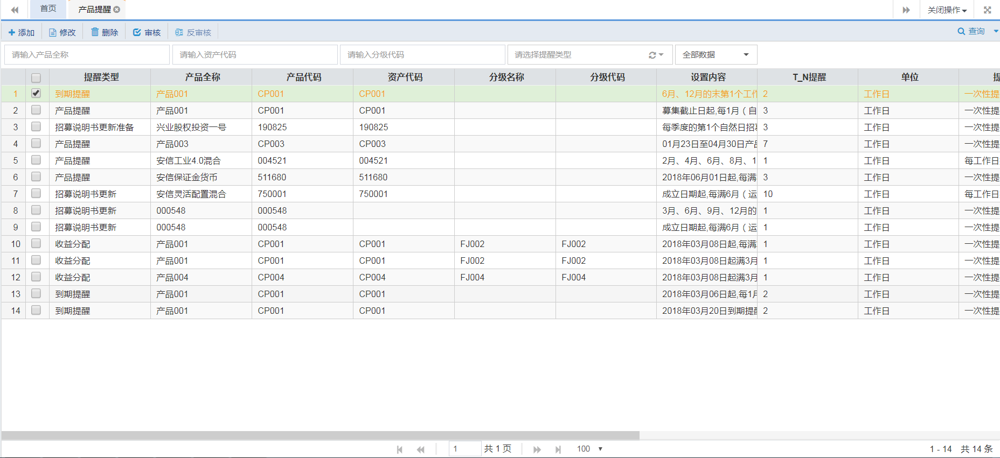 首页 产品提醒 关闭操作
添加 修改 删除 审核 反审核 查询
请输入产品全称 请输入资产代码 请输入分级代码 请选择提醒类型 全部数据
提醒类型 产品全称 产品代码 资产代码 分级名称 分级代码 设置内容 T_N提醒 单位 提
1 到期提醒 产品001 CP001 CP001 6月、12月的末第1个工作 2 工作日 一次性提
2 产品提醒 产品001 CP001 CP001 募集截止日起,每1月（自 3 工作日 一次性提
3 招募说明书更新准备 兴业股权投资一号 190825 190825 每季度的第1个自然日招募 3 工作日 一次性提
4 产品提醒 产品003 CP003 CP003 01月23日至04月30日产品 7 工作日 一次性提
5 产品提醒 安信工业4.0混合 004521 004521 2月、4月、6月、8月、1 1 工作日 每工作日
6 产品提醒 安信保证金货币 511680 511680 2018年06月01日起,每满 3 工作日 一次性提
7 招募说明书更新 安信灵活配置混合 750001 750001 成立日期起,每满6月（运 10 工作日 每工作日
8 招募说明书更新 000548 000548 3月、6月、9月、12月的 1 工作日 一次性提
9 招募说明书更新 000548 000548 成立日期起,每满6月（运 1 工作日 一次性提
10 收益分配 产品001 CP001 CP001 FJ002 FJ002 2018年03月08日起,每满 1 工作日 一次性提
11 收益分配 产品001 CP001 CP001 FJ002 FJ002 2018年03月08日起满3月 1 工作日 一次性提
12 收益分配 产品004 CP004 CP004 FJ004 FJ004 2018年03月08日起满3月 1 工作日 一次性提
13 到期提醒 产品001 CP001 CP001 2018年03月06日起,每1月 2 工作日 一次性提
14 到期提醒 产品001 CP001 CP001 2018年03月20日到期提醒 2 工作日 一次性提
1 共 1 页 100 1 - 14 共 14 条